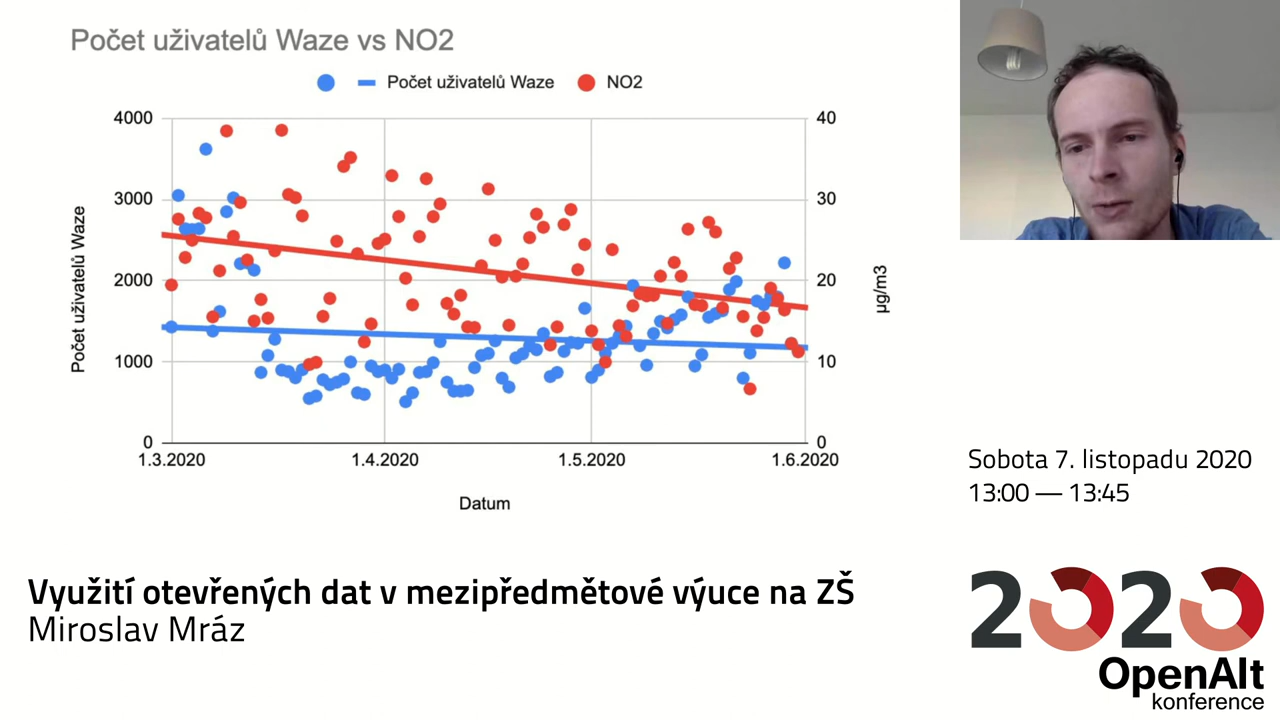 Počet uživatelů Waze vs NO2
Počet uživatelů Waze NO2
4000 40
3000 30
2000 20
1000 10
0 0
Počet uživatelů Waze
µg/m3
1.3.2020 1.4.2020 1.5.2020 1.6.2020
Datum
Sobota 7. listopadu 2020
13:00 — 13:45
Využití otevřených dat v mezipředmětové výuce na ZŠ
Miroslav Mráz
2020
OpenAlt
konference